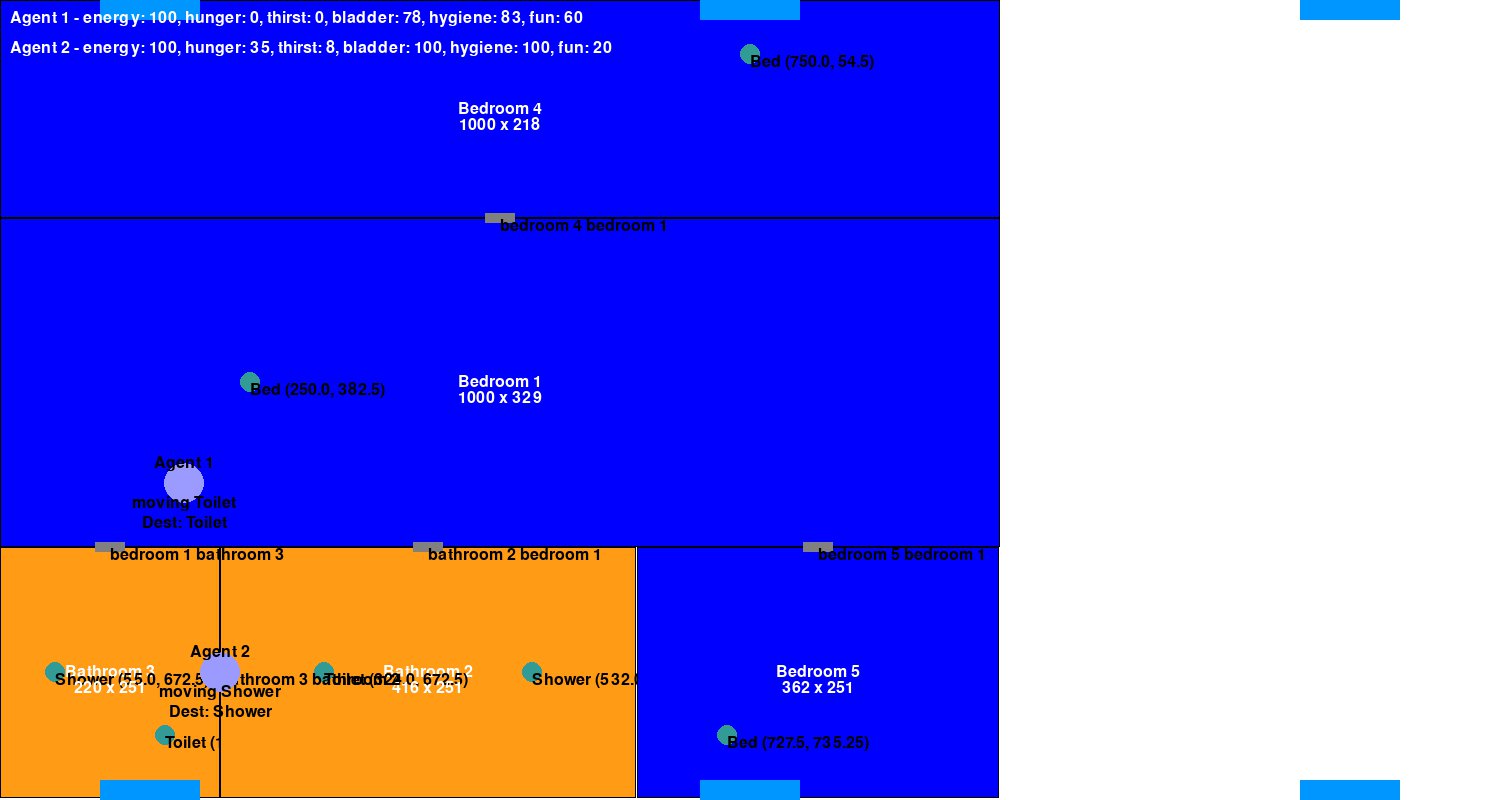 Agent 1 - energy: 100, hunger: 0, thirst: 0, bladder: 78, hygiene: 83, fun: 60
Agent 2 - energy: 100, hunger: 35, thirst: 8, bladder: 100, hygiene: 100, fun: 20
Bed (750.0, 54.5)
Bedroom 4
1000 x 218
bedroom 4 bedroom 1
Bed (250.0, 382.5)
Bedroom 1
1000 x 329
Agent 1
moving Toilet
Dest: Toilet
bedroom 1 bathroom 3
bathroom 2 bedroom 1
bedroom 5 bedroom 1
Agent 2
Bathroom 3
220 x 251
Shower (55.0, 672.5
bathroom 3 bathroom 2
Toilet (324.0, 672.5)
Bathroom 2
416 x 251
Shower (532.0
Bedroom 5
362 x 251
moving Shower
Dest: Shower
Toilet (1
Bed (727.5, 735.25)